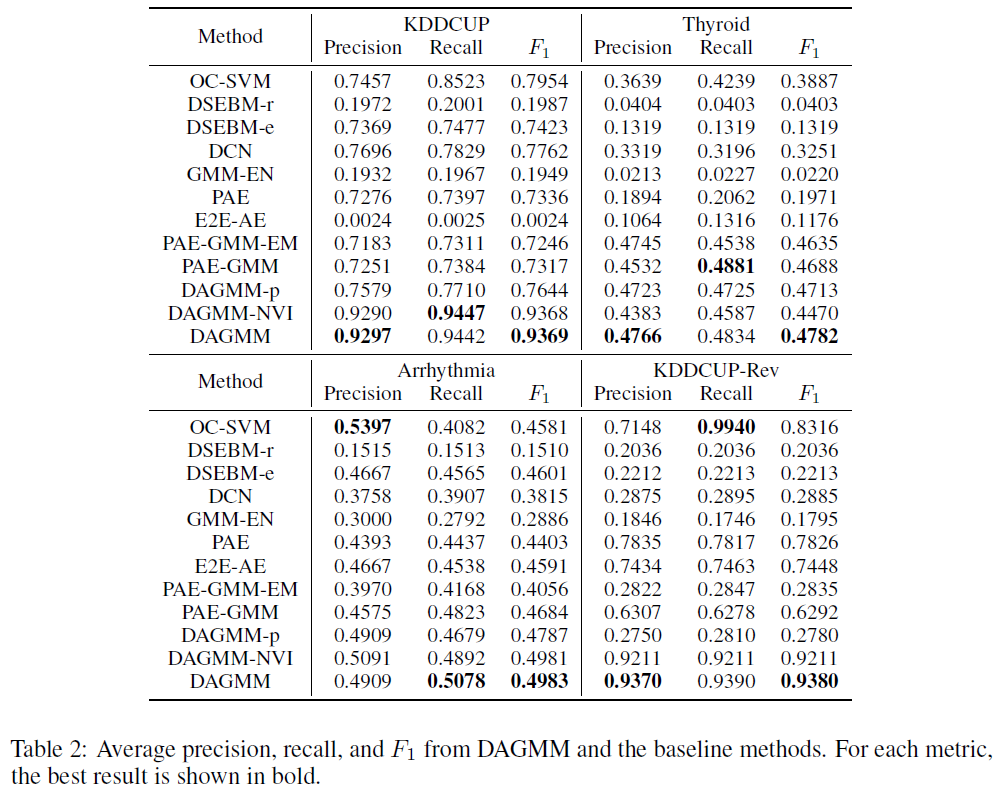 Method KDDCUP Thyroid
Precision Recall F1 Precision Recall F1
OC-SVM 0.7457 0.8523 0.7954 0.3639 0.4239 0.3887
DSEBM-r 0.1972 0.2001 0.1987 0.0404 0.0403 0.0403
DSEBM-e 0.7369 0.7477 0.7423 0.1319 0.1319 0.1319
DCN 0.7696 0.7829 0.7762 0.3319 0.3196 0.3251
GMM-EN 0.1932 0.1967 0.1949 0.0213 0.0227 0.0220
PAE 0.7276 0.7397 0.7336 0.1894 0.2062 0.1971
E2E-AE 0.0024 0.0025 0.0024 0.1064 0.1316 0.1176
PAE-GMM-EM 0.7183 0.7311 0.7246 0.4745 0.4538 0.4635
PAE-GMM 0.7251 0.7384 0.7317 0.4532 0.4881 0.4688
DAGMM-p 0.7579 0.7710 0.7644 0.4723 0.4725 0.4713
DAGMM-NVI 0.9290 0.9447 0.9368 0.4383 0.4587 0.4470
DAGMM 0.9297 0.9442 0.9369 0.4766 0.4834 0.4782
Method Arrhythmia KDDCUP-Rev
Precision Recall F1 Precision Recall F1
OC-SVM 0.5397 0.4082 0.4581 0.7148 0.9940 0.8316
DSEBM-r 0.1515 0.1513 0.1510 0.2036 0.2036 0.2036
DSEBM-e 0.4667 0.4565 0.4601 0.2212 0.2213 0.2213
DCN 0.3758 0.3907 0.3815 0.2875 0.2895 0.2885
GMM-EN 0.3000 0.2792 0.2886 0.1846 0.1746 0.1795
PAE 0.4393 0.4437 0.4403 0.7835 0.7817 0.7826
E2E-AE 0.4667 0.4538 0.4591 0.7434 0.7463 0.7448
PAE-GMM-EM 0.3970 0.4168 0.4056 0.2822 0.2847 0.2835
PAE-GMM 0.4575 0.4823 0.4684 0.6307 0.6278 0.6292
DAGMM-p 0.4909 0.4679 0.4787 0.2750 0.2810 0.2780
DAGMM-NVI 0.5091 0.4892 0.4981 0.9211 0.9211 0.9211
DAGMM 0.4909 0.5078 0.4983 0.9370 0.9390 0.9380
Table 2: Average precision, recall, and F1 from DAGMM and the baseline methods. For each metric,
the best result is shown in bold.